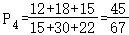 P₄ = (12+18+15)/(15+30+22) = 45/67